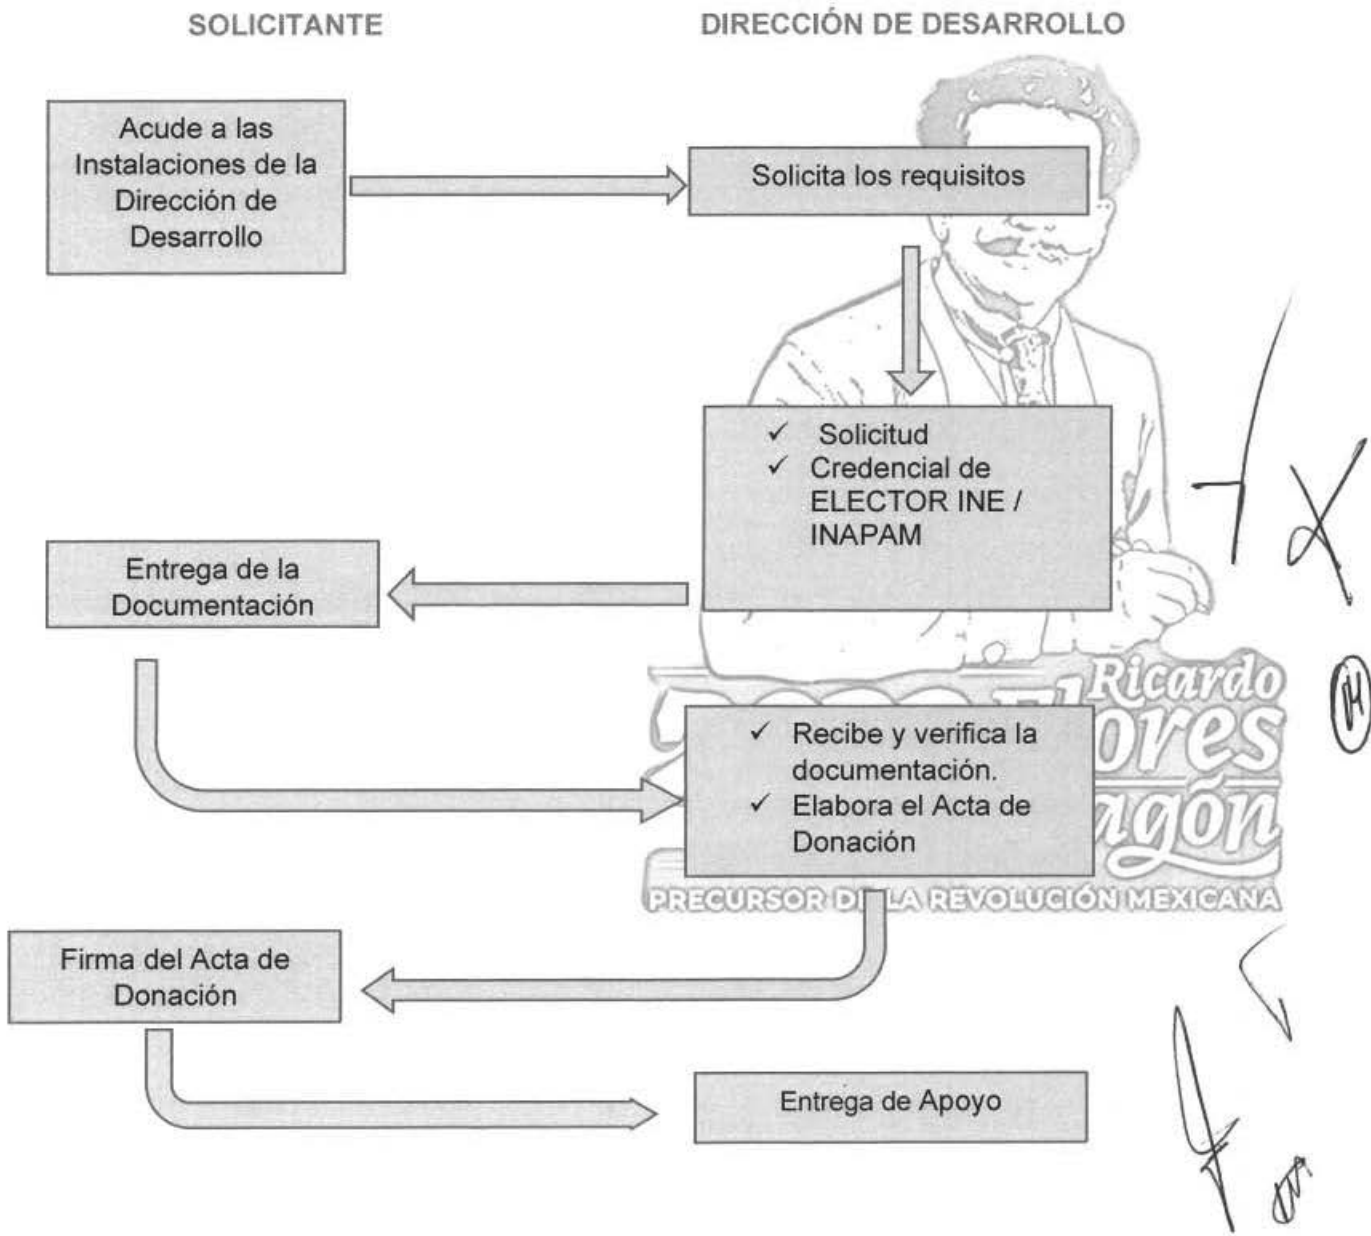 SOLICITANTE
DIRECCIÓN DE DESARROLLO
Acude a las
Instalaciones de la
Dirección de
Desarrollo
Solicita los requisitos
✓ Solicitud
✓ Credencial de
ELECTOR INE /
INAPAM
Entrega de la
Documentación
Ricardo
✓ Recibe y verifica la
documentación.
✓ Elabora el Acta de
Donación
PRECURSOR DE LA REVOLUCIÓN MEXICANA
Firma del Acta de
Donación
Entrega de Apoyo